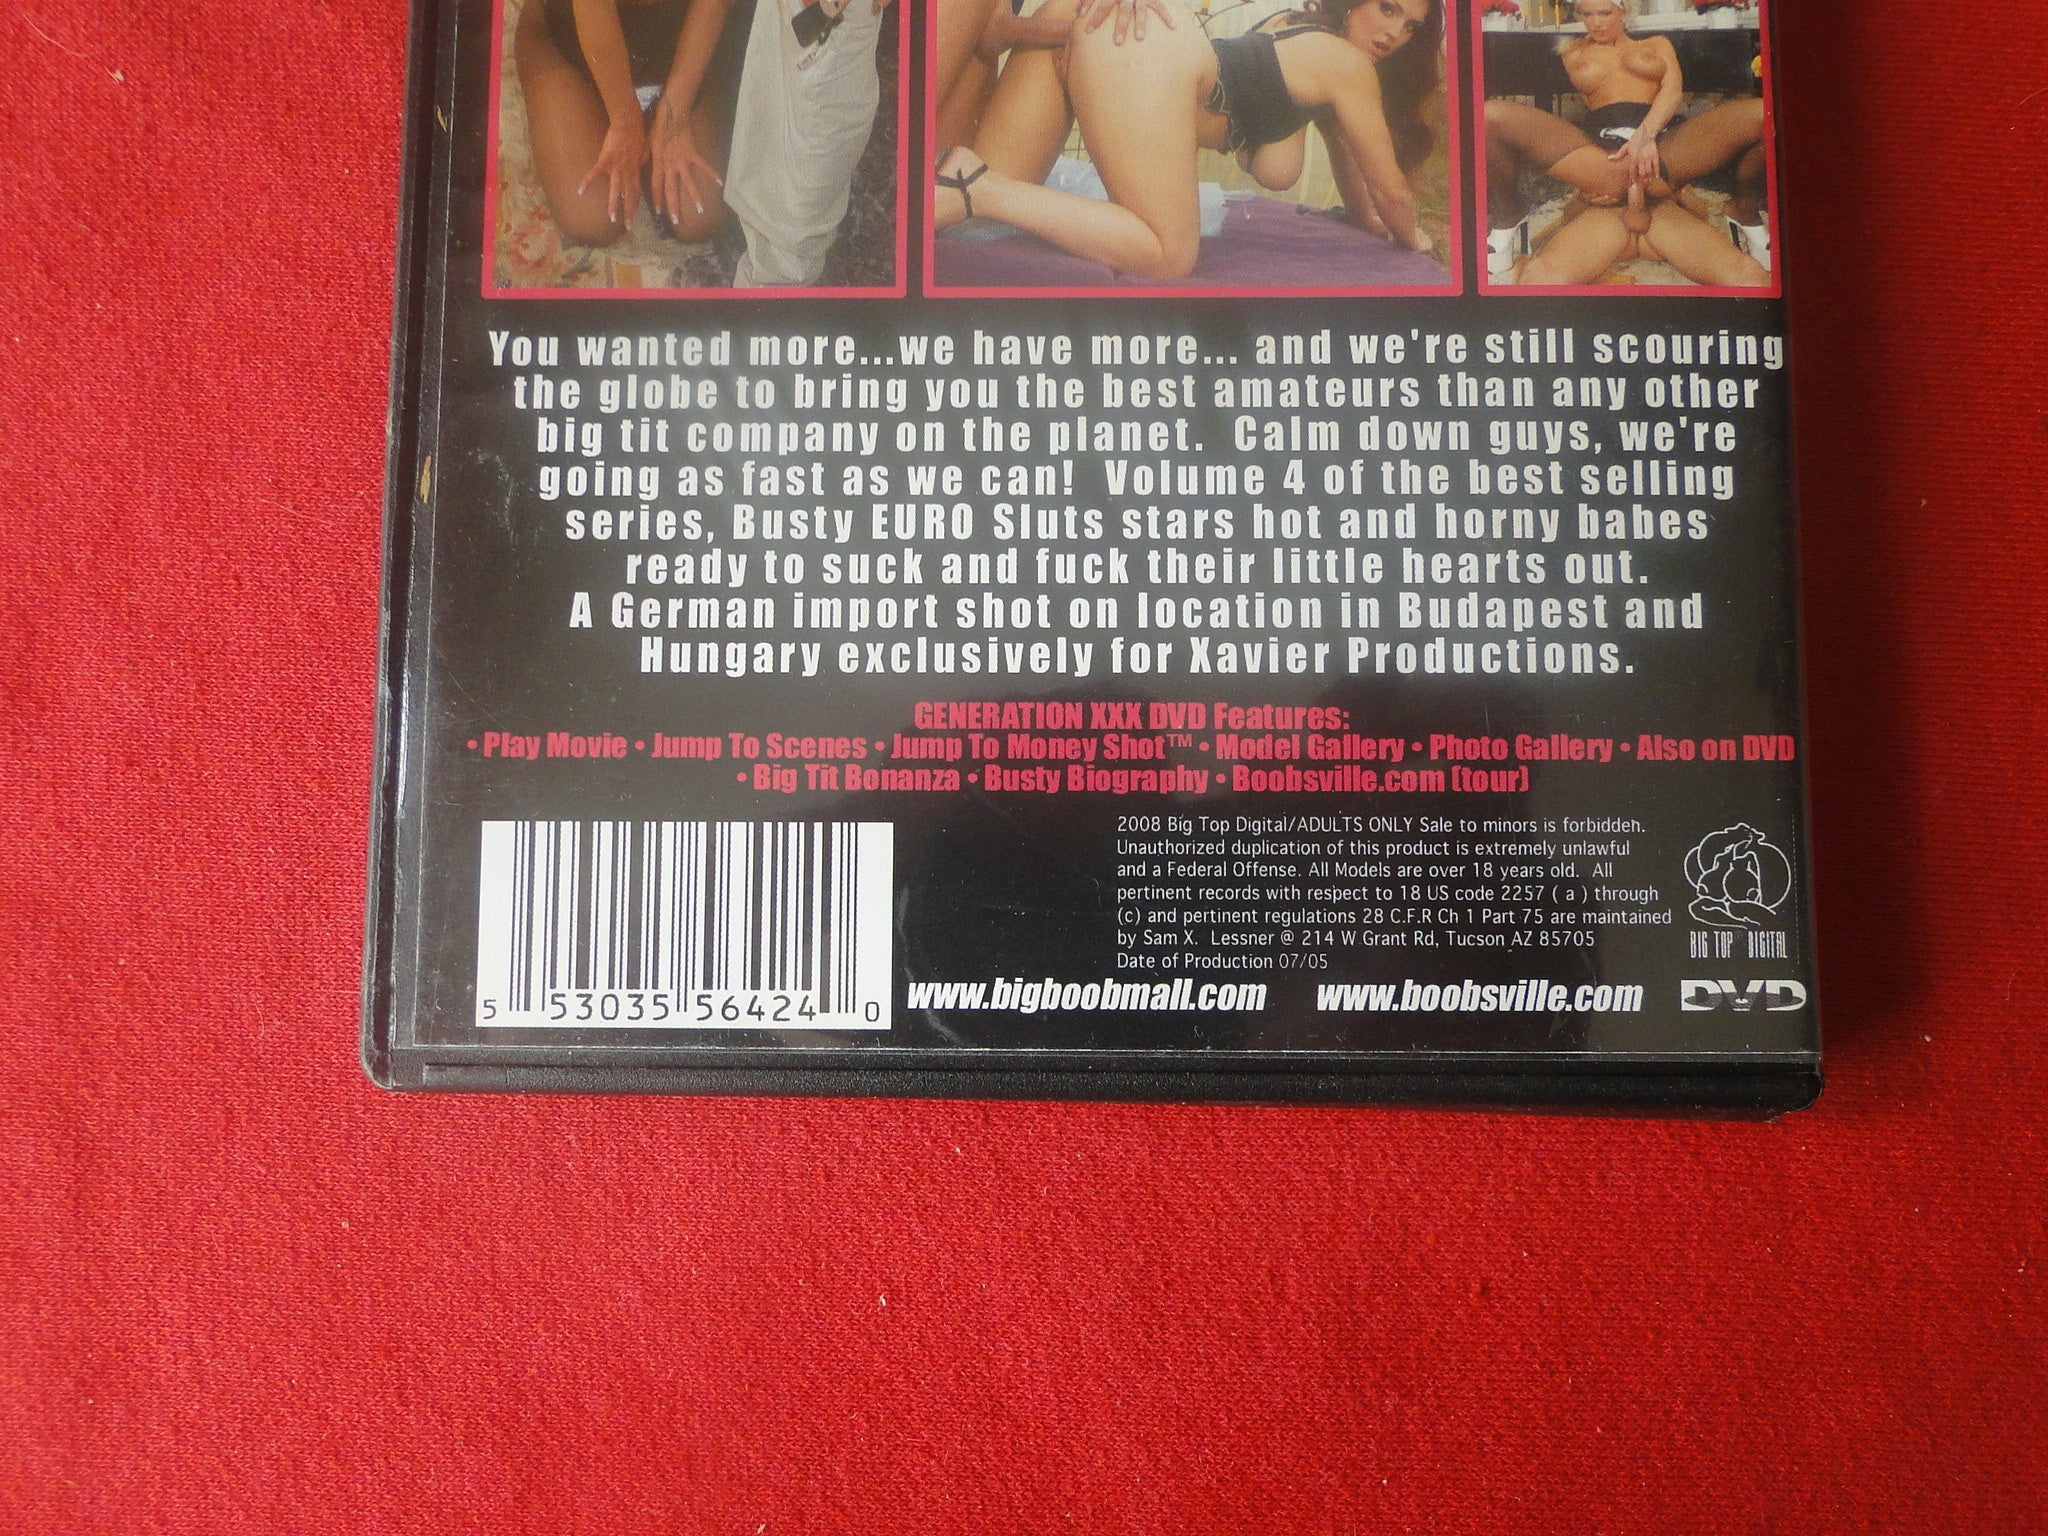 You wanted more...we have more... and we're still scouring
the globe to bring you the best amateurs than any other
big tit company on the planet. Calm down guys, we're
going as fast as we can! Volume 4 of the best selling
series, Busty EURO Sluts stars hot and horny babes
ready to suck and fuck their little hearts out.
A German import shot on location in Budapest and
Hungary exclusively for Xavier Productions.
GENERATION XXX DVD Features:
• Play Movie • Jump To Scenes • Jump To Money Shot™ • Model Gallery • Photo Gallery • Also on DVD
• Big Tit Bonanza • Busty Biography • Boobsville.com (tour)
2008 Big Top Digital/ADULTS ONLY Sale to minors is forbidden.
Unauthorized duplication of this product is extremely unlawful
and a Federal Offense. All Models are over 18 years old. All
pertinent records with respect to 18 US code 2257 ( a ) through
(c) and pertinent regulations 28 C.F.R Ch 1 Part 75 are maintained
by Sam X. Lessner @ 214 W Grant Rd, Tucson AZ 85705
Date of Production 07/05
BIG TOP DIGITAL
www.bigboobmall.com www.boobsville.com
DVD
5 53035 56424 0